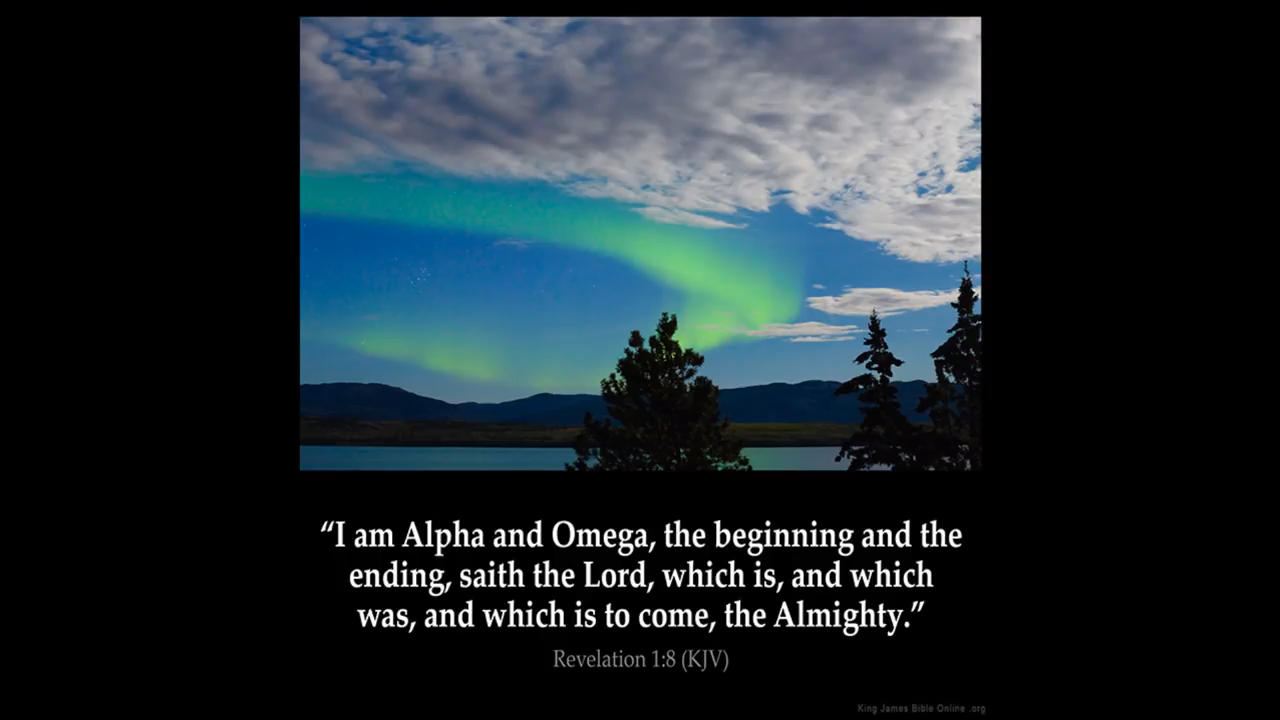 “I am Alpha and Omega, the beginning and the
ending, saith the Lord, which is, and which
was, and which is to come, the Almighty.”
Revelation 1:8 (KJV)
King James Bible Online .org